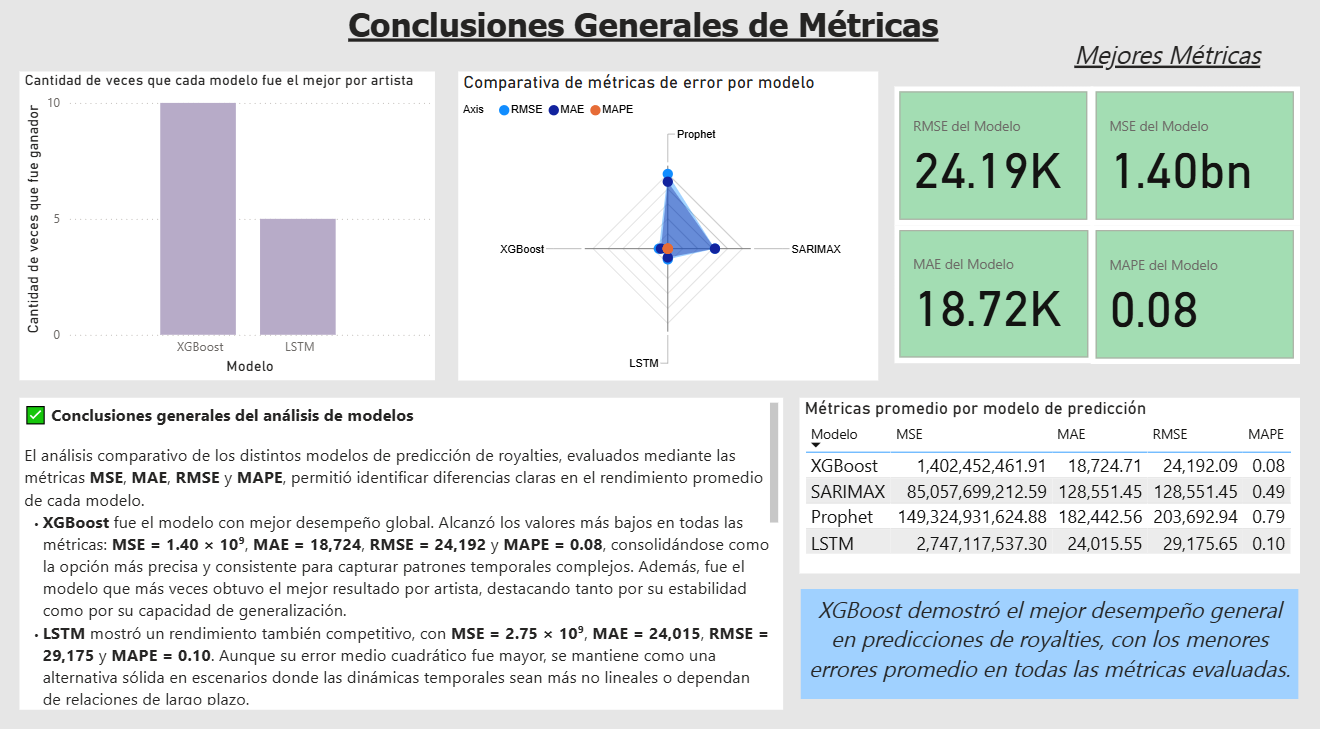 Conclusiones Generales de Métricas
Mejores Métricas
Cantidad de veces que cada modelo fue el mejor por artista
Cantidad de veces que fue ganador
10
5
0
XGBoost LSTM
Modelo
Comparativa de métricas de error por modelo
Axis RMSE MAE MAPE
Prophet
XGBoost
SARIMAX
LSTM
RMSE del Modelo
24.19K
MSE del Modelo
1.40bn
MAE del Modelo
18.72K
MAPE del Modelo
0.08
✅ Conclusiones generales del análisis de modelos
El análisis comparativo de los distintos modelos de predicción de royalties, evaluados mediante las
métricas MSE, MAE, RMSE y MAPE, permitió identificar diferencias claras en el rendimiento promedio
de cada modelo.
• XGBoost fue el modelo con mejor desempeño global. Alcanzó los valores más bajos en todas las
métricas: MSE = 1.40 × 10⁹, MAE = 18,724, RMSE = 24,192 y MAPE = 0.08, consolidándose como
la opción más precisa y consistente para capturar patrones temporales complejos. Además, fue el
modelo que más veces obtuvo el mejor resultado por artista, destacando tanto por su estabilidad
como por su capacidad de generalización.
• LSTM mostró un rendimiento también competitivo, con MSE = 2.75 × 10⁹, MAE = 24,015, RMSE =
29,175 y MAPE = 0.10. Aunque su error medio cuadrático fue mayor, se mantiene como una
alternativa sólida en escenarios donde las dinámicas temporales sean más no lineales o dependan
de relaciones de largo plazo.
Métricas promedio por modelo de predicción
Modelo MSE MAE RMSE MAPE
XGBoost 1,402,452,461.91 18,724.71 24,192.09 0.08
SARIMAX 85,057,699,212.59 128,551.45 128,551.45 0.49
Prophet 149,324,931,624.88 182,442.56 203,692.94 0.79
LSTM 2,747,117,537.30 24,015.55 29,175.65 0.10
XGBoost demostró el mejor desempeño general
en predicciones de royalties, con los menores
errores promedio en todas las métricas evaluadas.